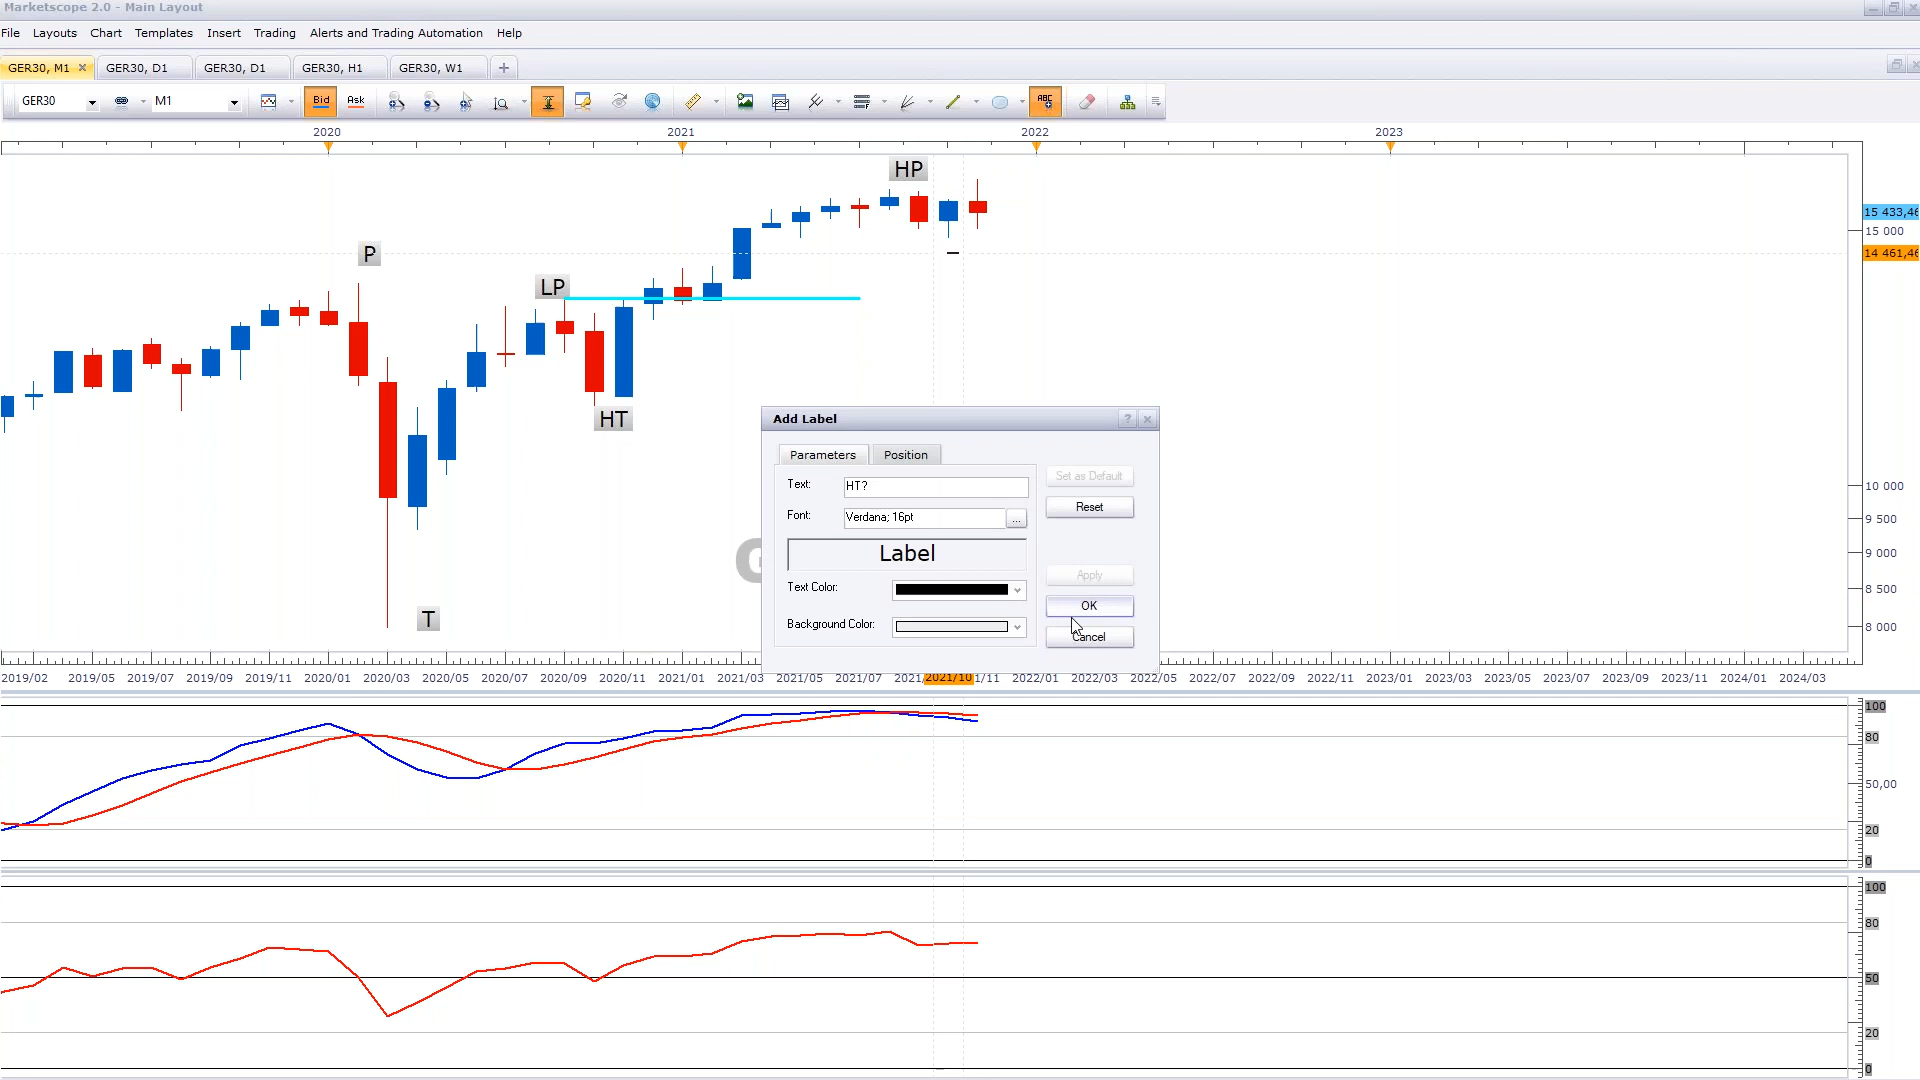 Marketscope 2.0 - Main Layout
File Layouts Chart Templates Insert Trading Alerts and Trading Automation Help
GER30, M1 GER30, D1 GER30, D1 GER30, H1 GER30, W1
GER30 M1 Bid Ask ABC
2020 2021 2022 2023
HP
P
LP
HT
T
15 433,46
15 000
14 461,46
10 000
9 500
9 000
8 500
8 000
Add Label
Parameters Position
Text: HT?
Font: Verdana; 16pt ...
Label
Text Color:
Background Color:
Set as Default
Reset
Apply
OK
Cancel
G
2019/02 2019/05 2019/07 2019/09 2019/11 2020/01 2020/03 2020/05 2020/07 2020/09 2020/11 2021/01 2021/03 2021/05 2021/07 2021/ 2021/10 1/11 2022/01 2022/03 2022/05 2022/07 2022/09 2022/11 2023/01 2023/03 2023/05 2023/07 2023/09 2023/11 2024/01 2024/03
100
80
50,00
20
0
100
80
50
20
0